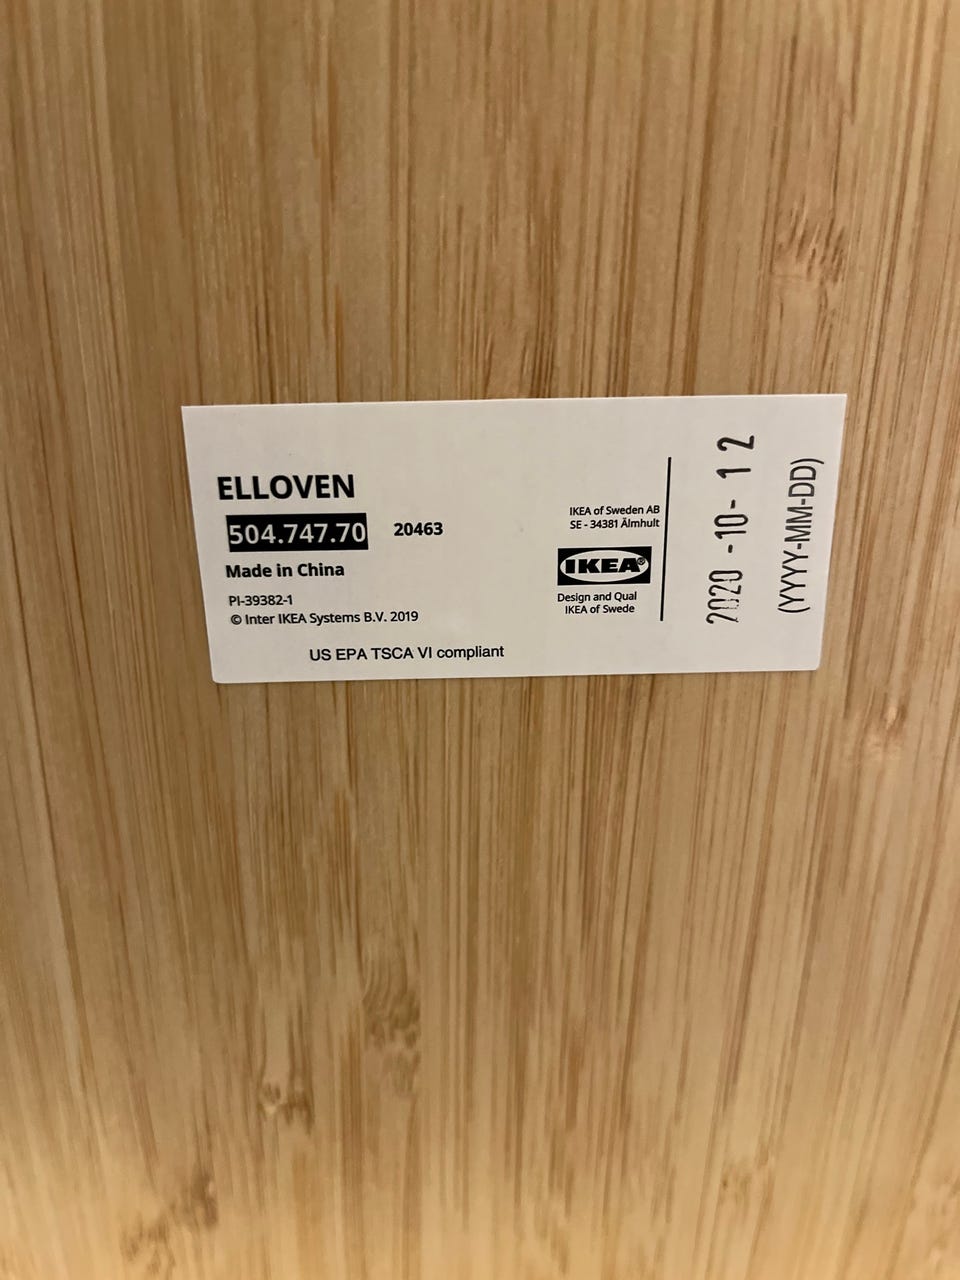 ELLOVEN
504.747.70 20463
Made in China
PI-39382-1
© Inter IKEA Systems B.V. 2019
US EPA TSCA VI compliant
IKEA of Sweden AB
SE - 34381 Älmhult
IKEA®
Design and Qual
IKEA of Swede
2020 -10- 12
(YYYY-MM-DD)